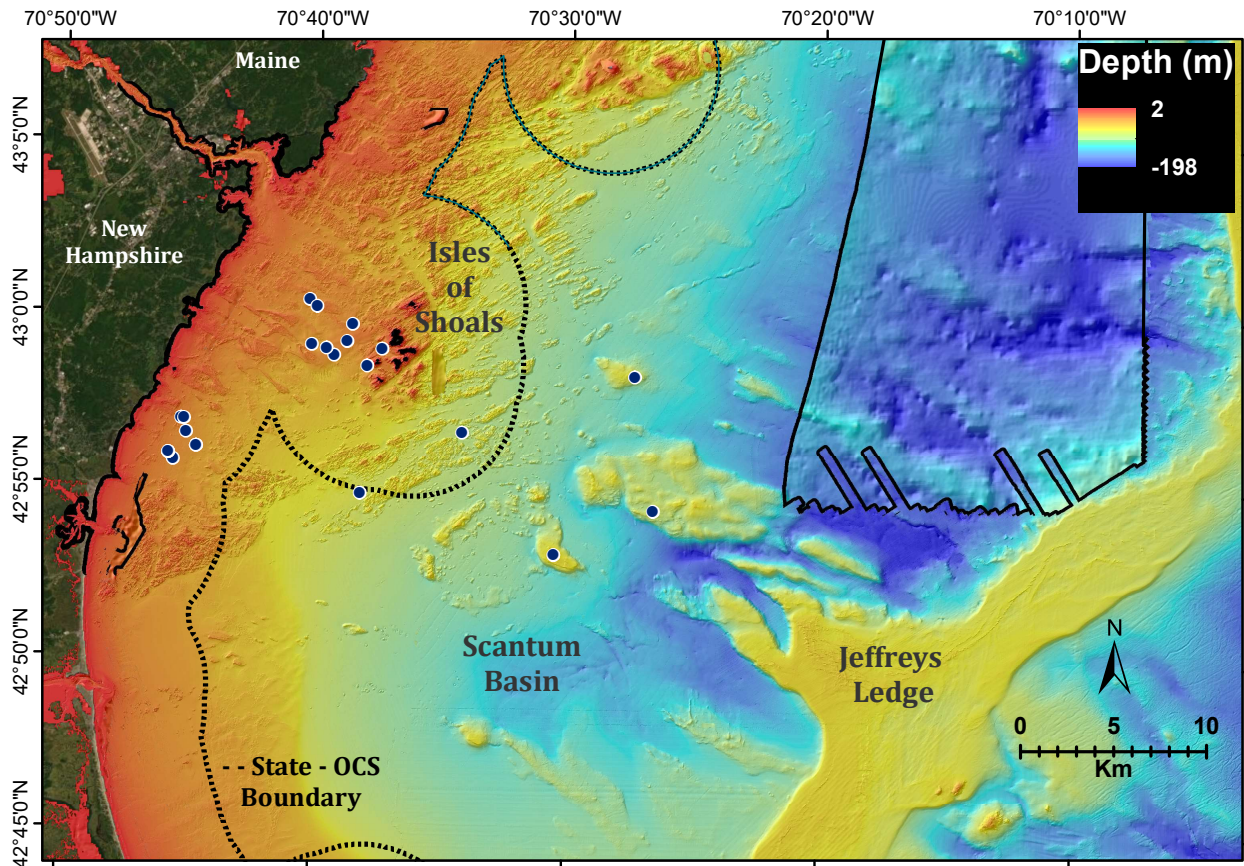 70°50'0"W 70°40'0"W 70°30'0"W 70°20'0"W 70°10'0"W
Maine
Depth (m)
2
-198
43°5'0"N
New
Hampshire
Isles
of
Shoals
43°0'0"N
42°55'0"N
42°50'0"N
Scantum
Basin
Jeffreys
Ledge
N
0 5 10
Km
- - State - OCS
Boundary
42°45'0"N